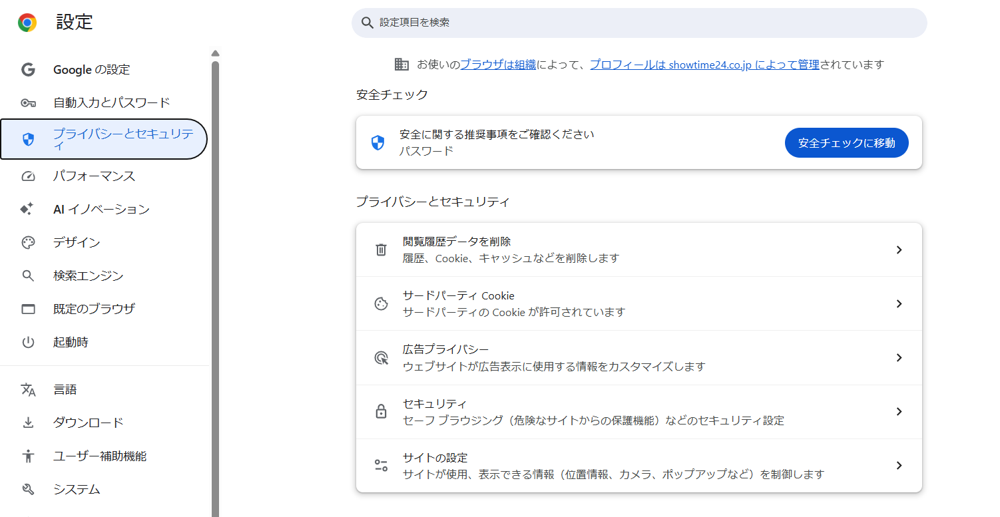 設定
設定項目を検索
Google の設定
自動入力とパスワード
プライバシーとセキュリテ
ィ
パフォーマンス
AI イノベーション
デザイン
検索エンジン
既定のブラウザ
起動時
言語
ダウンロード
ユーザー補助機能
システム
お使いのブラウザは組織によって、プロフィールは showtime24.co.jp によって管理されています
安全チェック
安全に関する推奨事項をご確認ください
パスワード
安全チェックに移動
プライバシーとセキュリティ
閲覧履歴データを削除
履歴、Cookie、キャッシュなどを削除します
サードパーティ Cookie
サードパーティの Cookie が許可されています
広告プライバシー
ウェブサイトが広告表示に使用する情報をカスタマイズします
セキュリティ
セーフ ブラウジング（危険なサイトからの保護機能）などのセキュリティ設定
サイトの設定
サイトが使用、表示できる情報（位置情報、カメラ、ポップアップなど）を制御します